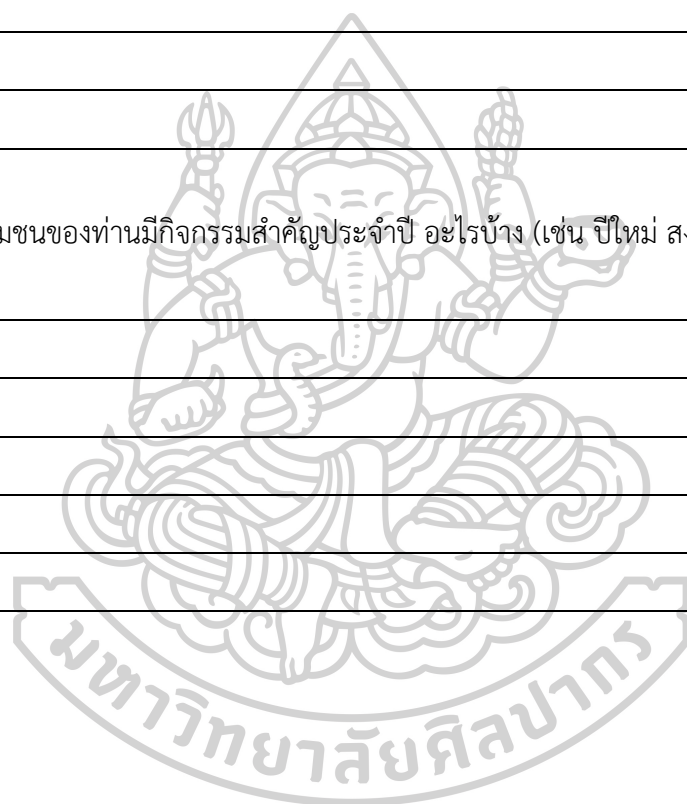 มชนของท่านมีกิจกรรมสำคัญประจำปี อะไรบ้าง (เช่น ปีใหม่ ส
มหาวิทยาลัยศิลปากร